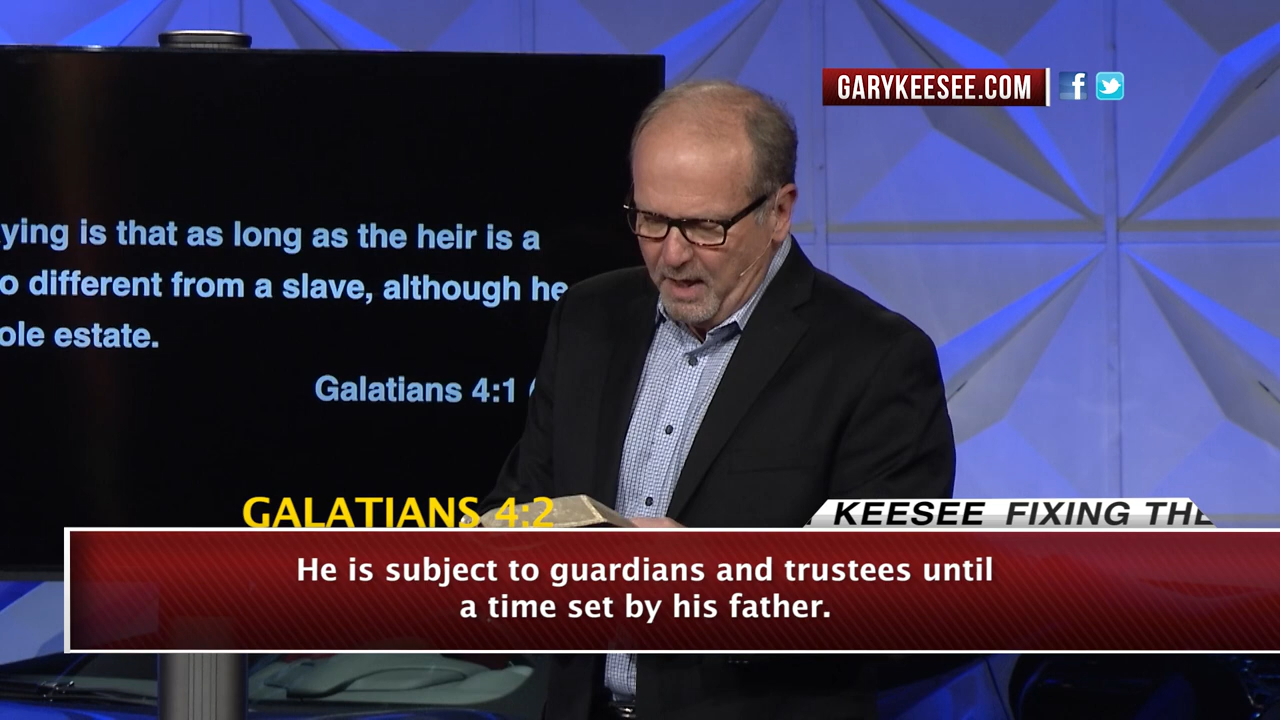 GARYKEESEE.COM
ying is that as long as the heir is a
o different from a slave, although he
ole estate.
Galatians 4:1
GALATIANS 4:2
KEESEE FIXING THE
He is subject to guardians and trustees until
a time set by his father.